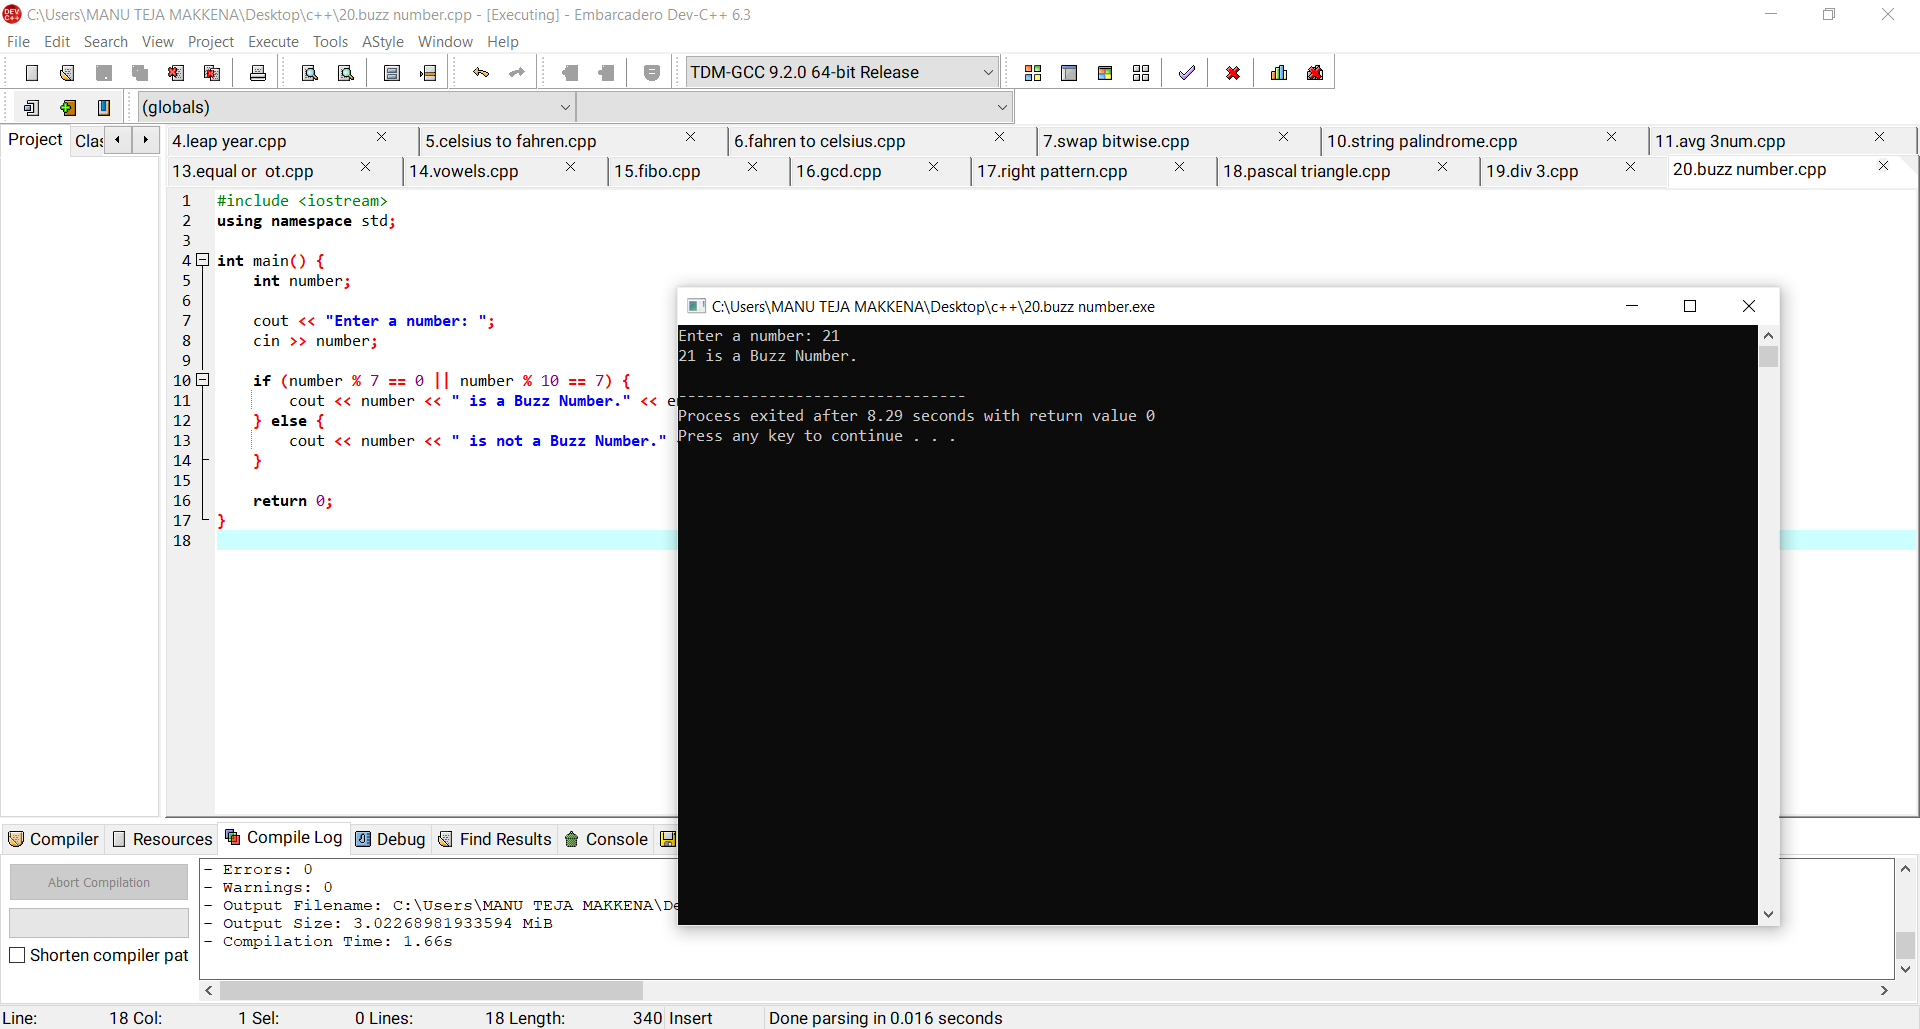 C:\Users\MANU TEJA MAKKENA\Desktop\c++\20.buzz number.cpp - [Executing] - Embarcadero Dev-C++ 6.3
File Edit Search View Project Execute Tools AStyle Window Help
TDM-GCC 9.2.0 64-bit Release
(globals)
Project Clas
4.leap year.cpp 5.celsius to fahren.cpp 6.fahren to celsius.cpp 7.swap bitwise.cpp 10.string palindrome.cpp 11.avg 3num.cpp
13.equal or ot.cpp 14.vowels.cpp 15.fibo.cpp 16.gcd.cpp 17.right pattern.cpp 18.pascal triangle.cpp 19.div 3.cpp 20.buzz number.cpp
1 #include <iostream>
2 using namespace std;
3
4 int main() {
5 int number;
6
7 cout << "Enter a number: ";
8 cin >> number;
9
10 if (number % 7 == 0 || number % 10 == 7) {
11 cout << number << " is a Buzz Number." << e
12 } else {
13 cout << number << " is not a Buzz Number."
14 }
15
16 return 0;
17 }
18
C:\Users\MANU TEJA MAKKENA\Desktop\c++\20.buzz number.exe
Enter a number: 21
21 is a Buzz Number.
--------------------------------
Process exited after 8.29 seconds with return value 0
Press any key to continue . . .
Compiler Resources Compile Log Debug Find Results Console
Abort Compilation
Shorten compiler pat
- Errors: 0
- Warnings: 0
- Output Filename: C:\Users\MANU TEJA MAKKENA\De
- Output Size: 3.02268981933594 MiB
- Compilation Time: 1.66s
Line: 18 Col: 1 Sel: 0 Lines: 18 Length: 340 Insert Done parsing in 0.016 seconds